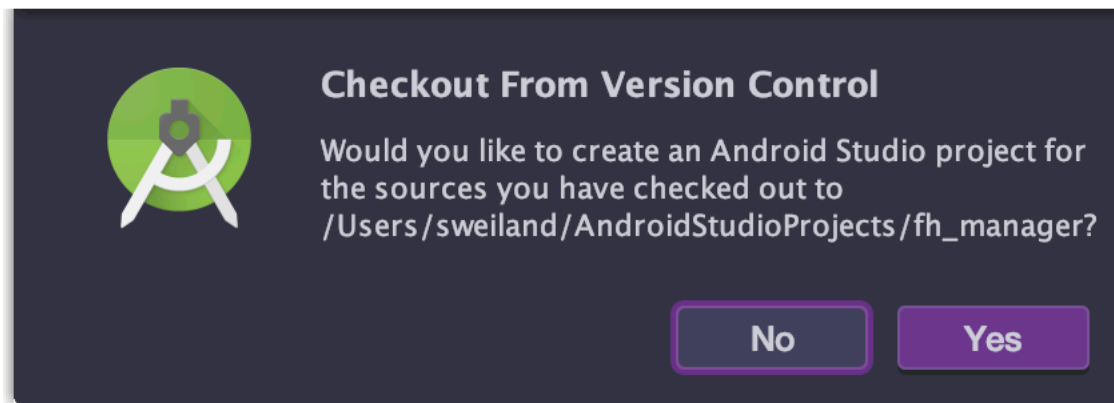 Checkout From Version Control
Would you like to create an Android Studio project for
the sources you have checked out to
/Users/sweiland/AndroidStudioProjects/fh_manager?
No
Yes